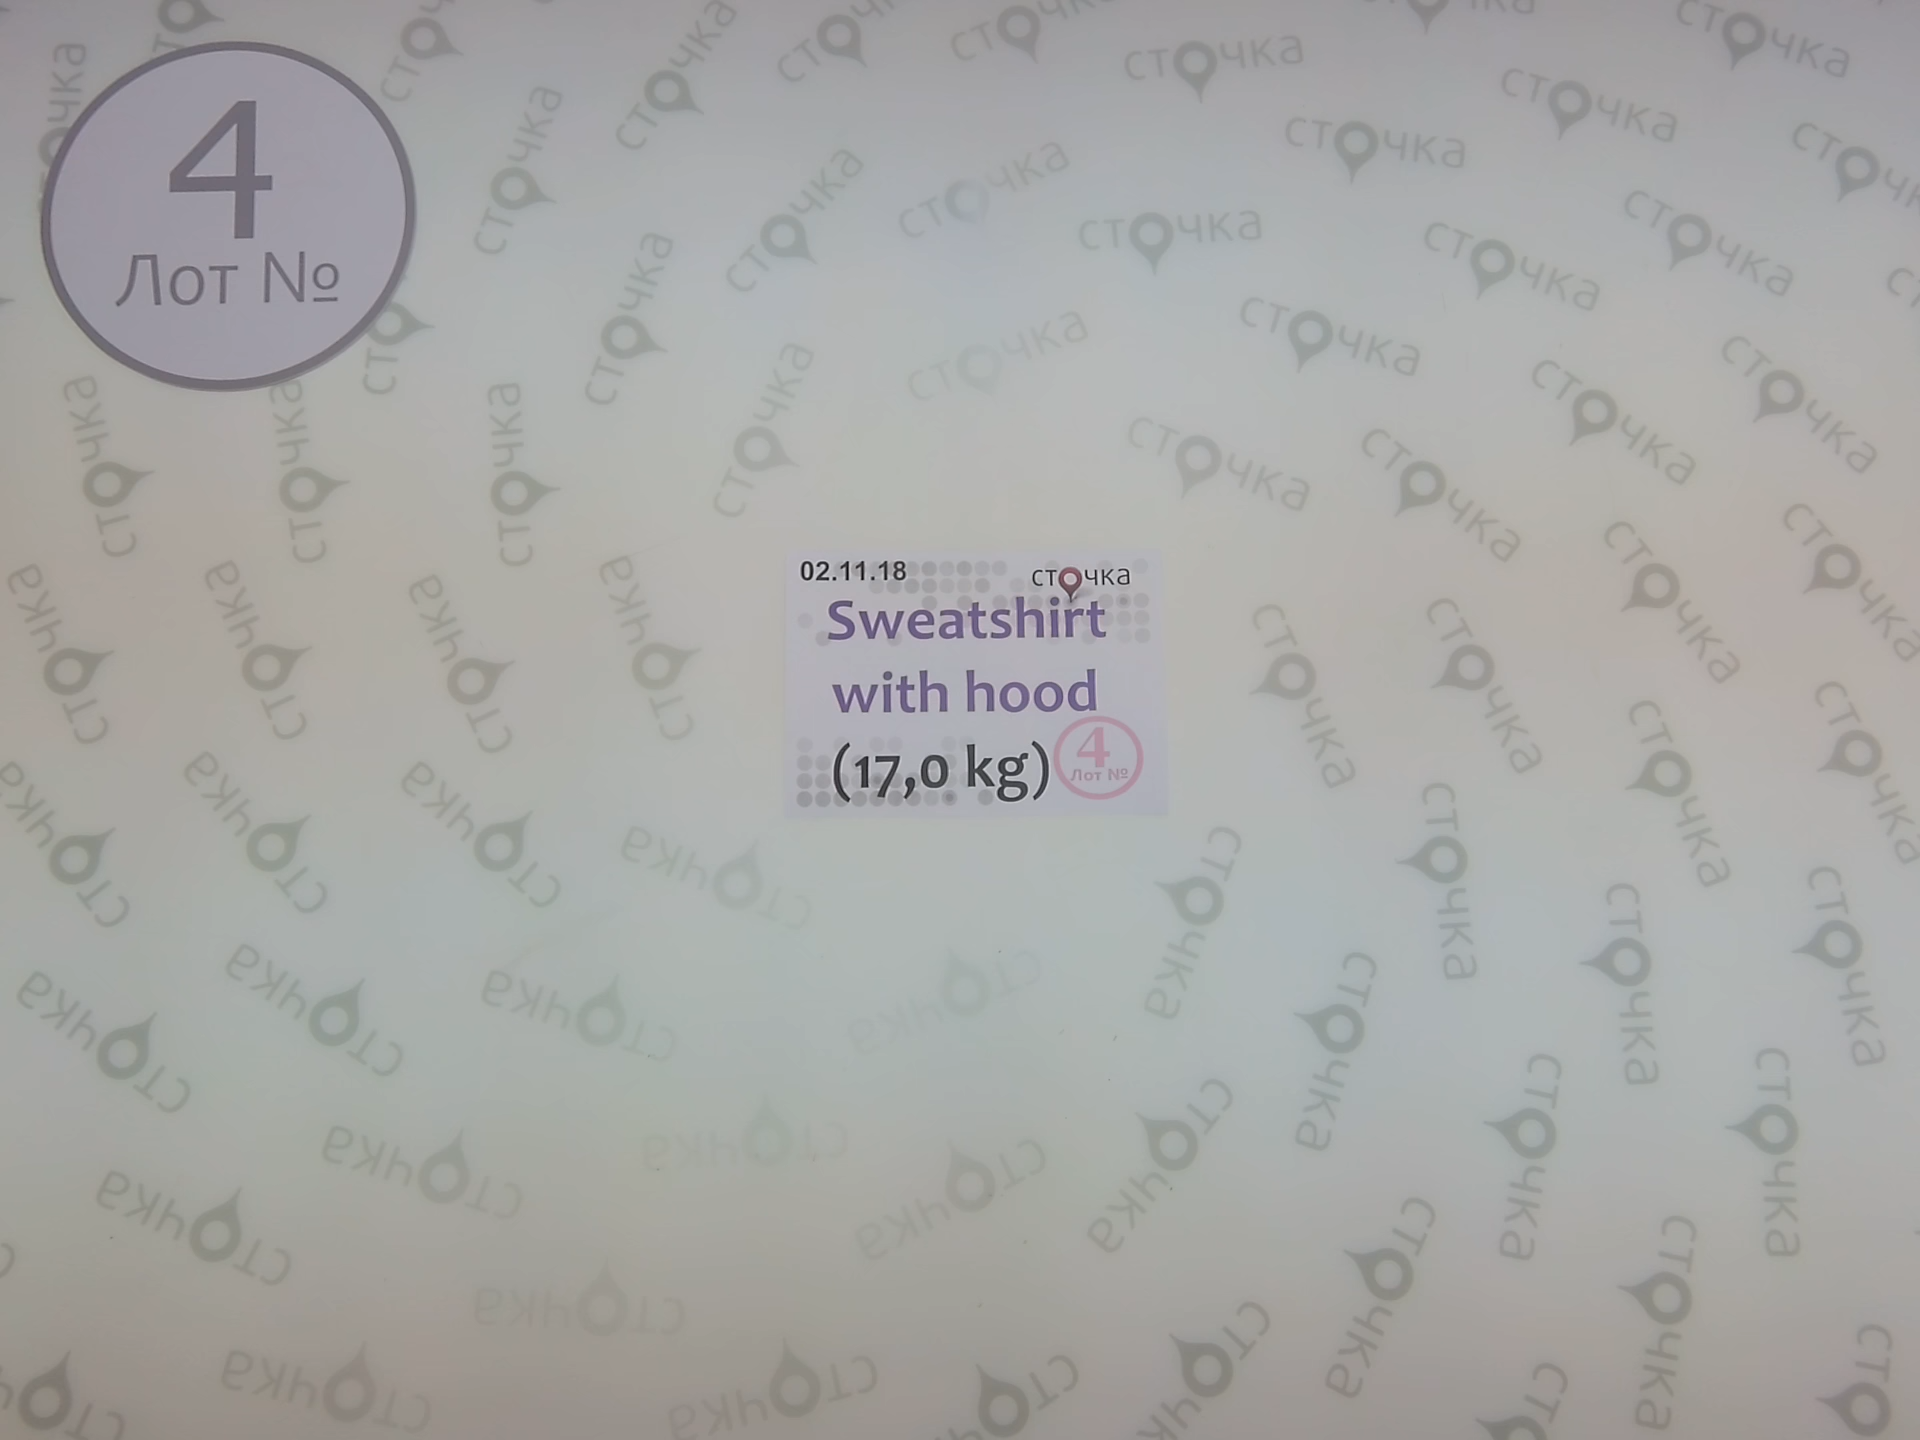 4
Лот №
02.11.18
сточка
Sweatshirt
with hood
(17,0 kg)
4
Лот №